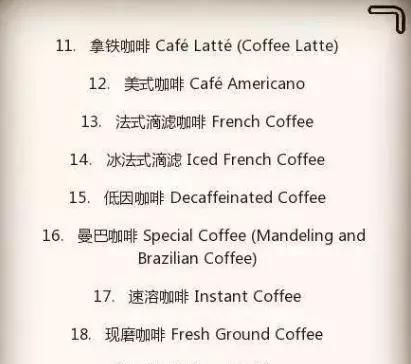 11. 拿铁咖啡 Café Latté (Coffee Latte)
12. 美式咖啡 Café Americano
13. 法式滴滤咖啡 French Coffee
14. 冰法式滴滤 Iced French Coffee
15. 低因咖啡 Decaffeinated Coffee
16. 曼巴咖啡 Special Coffee (Mandeling and
Brazilian Coffee)
17. 速溶咖啡 Instant Coffee
18. 现磨咖啡 Fresh Ground Coffee